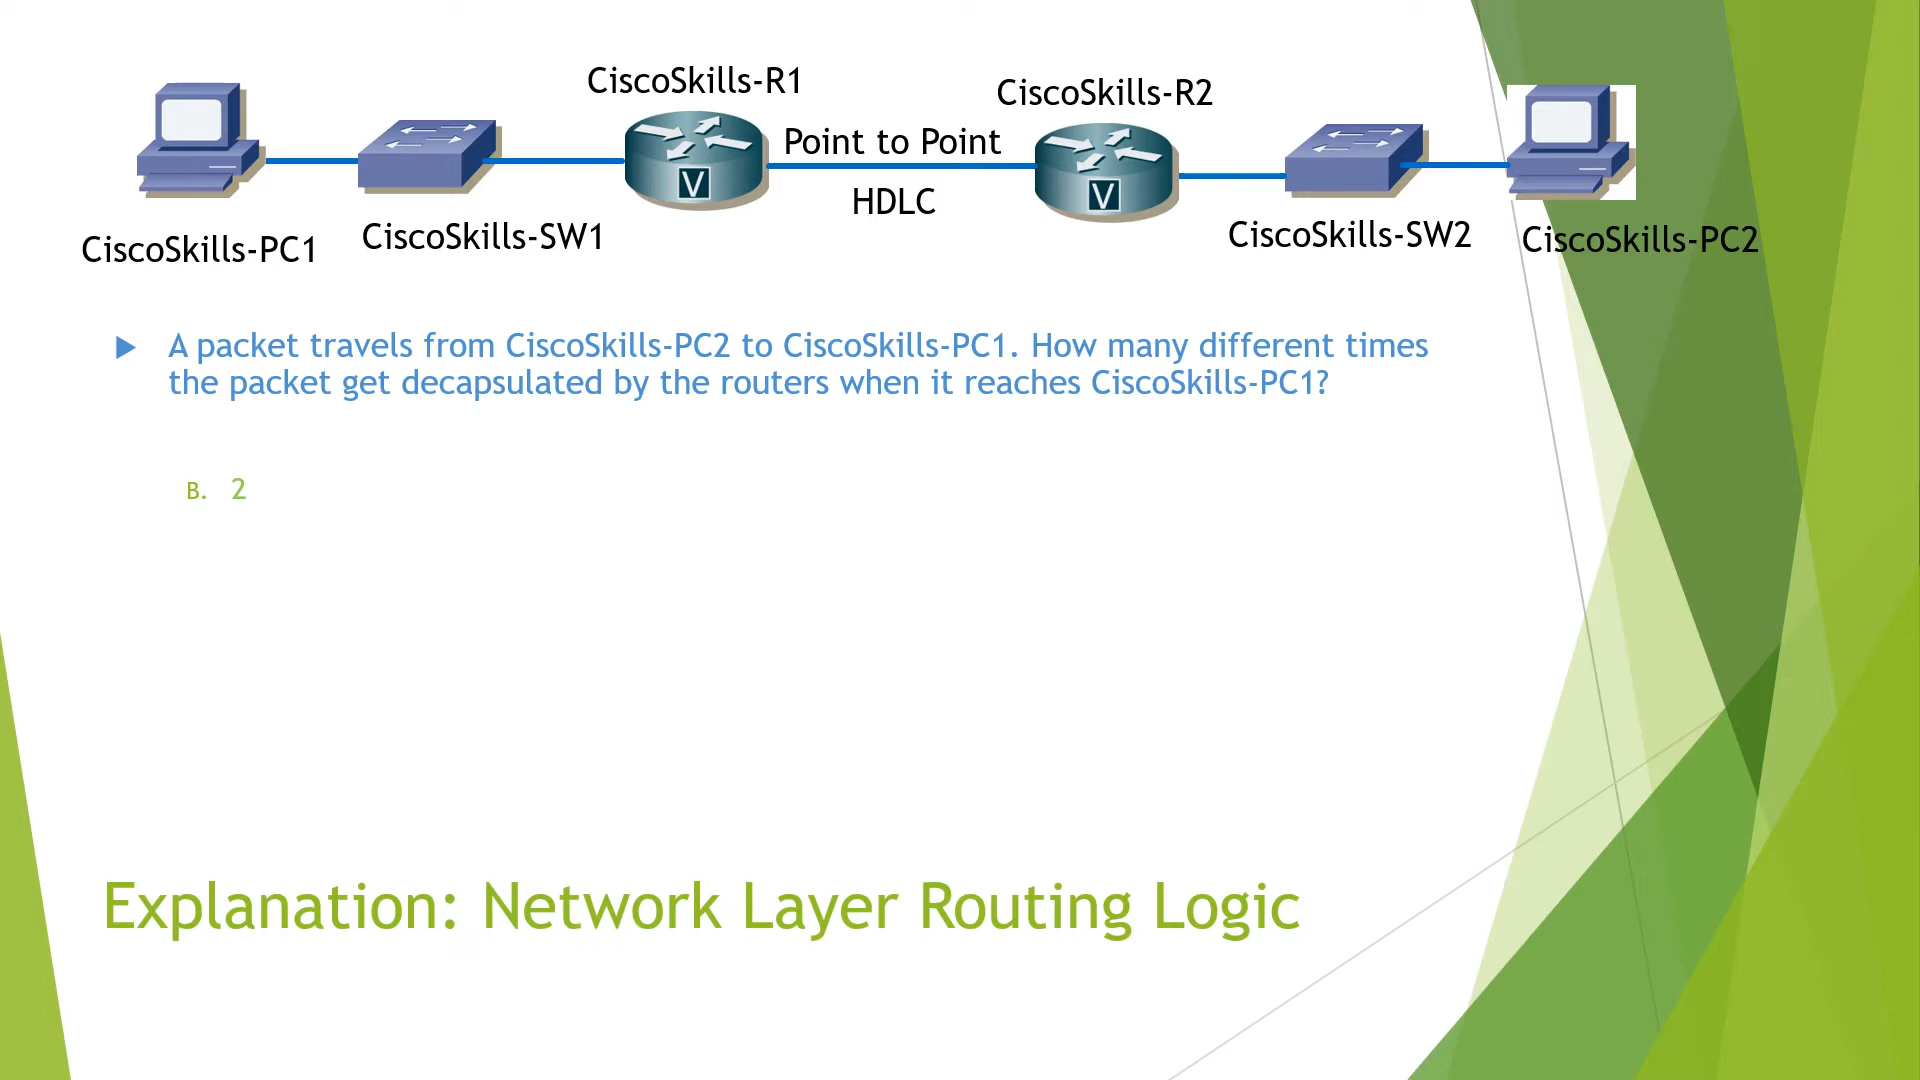 CiscoSkills-R1
CiscoSkills-R2
Point to Point
HDLC
V
V
CiscoSkills-PC1
CiscoSkills-SW1
CiscoSkills-SW2
CiscoSkills-PC2
A packet travels from CiscoSkills-PC2 to CiscoSkills-PC1. How many different times
the packet get decapsulated by the routers when it reaches CiscoSkills-PC1?
B. 2
Explanation: Network Layer Routing Logic